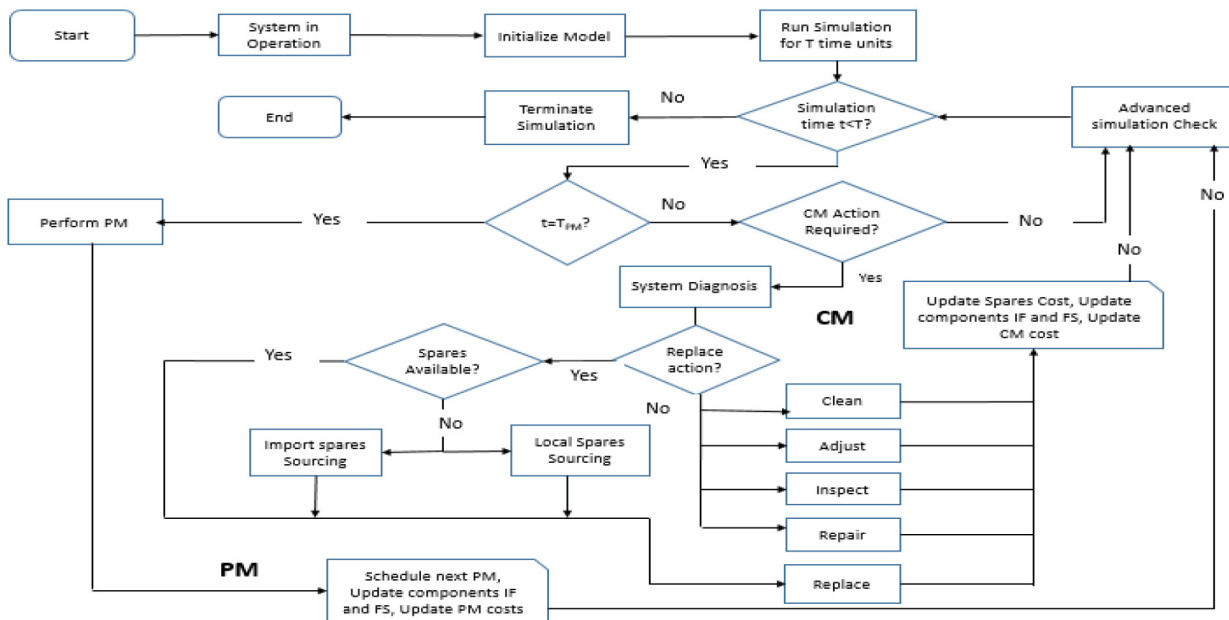 Start
System in
Operation
Initialize Model
Run Simulation
for T time units
End
Terminate
Simulation
No
Simulation
time t<T?
No
Advanced
simulation Check
Yes
No
Perform PM
Yes
t=TPM?
No
CM Action
Required?
No
No
System Diagnosis
Yes
CM
Update Spares Cost, Update
components IF and FS, Update
CM cost
Yes
Spares
Available?
Yes
Replace
action?
No
No
Clean
Import spares
Sourcing
Local Spares
Sourcing
Adjust
Inspect
Repair
PM
Schedule next PM,
Update components IF
and FS, Update PM costs
Replace